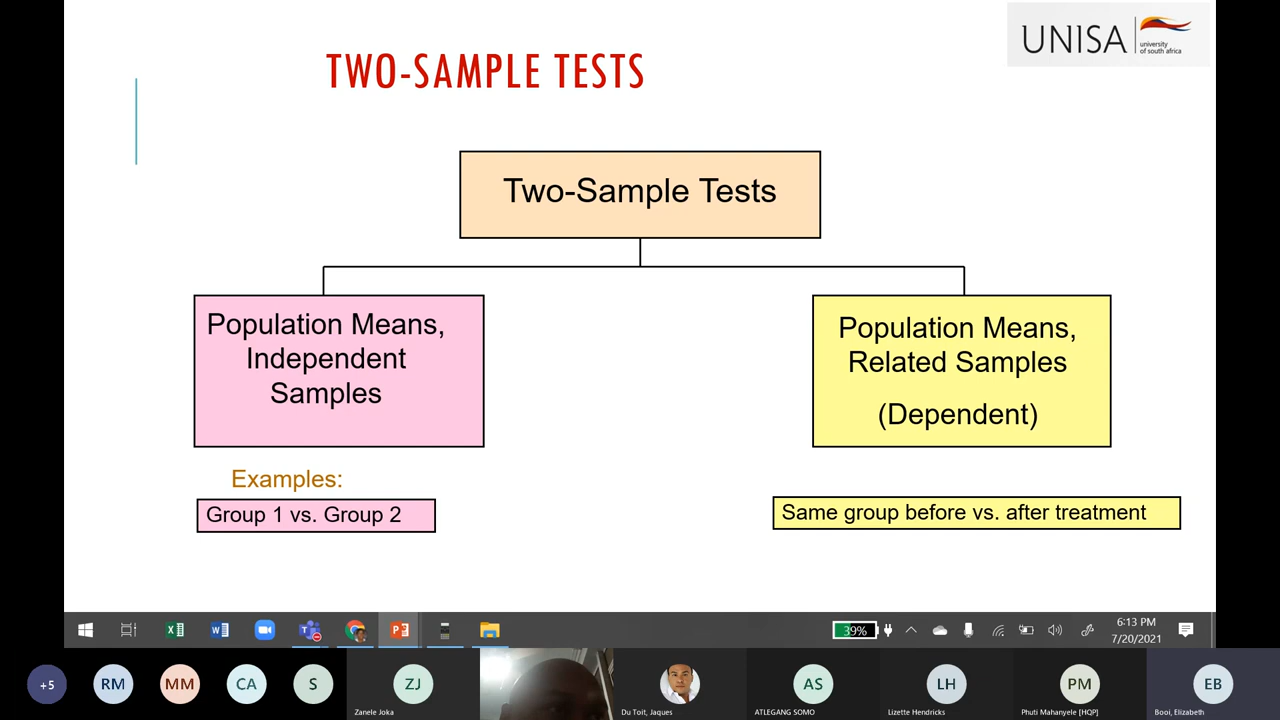 UNISA
university
of south africa
TWO-SAMPLE TESTS
Two-Sample Tests
Population Means,
Independent
Samples
Population Means,
Related Samples
(Dependent)
Examples:
Group 1 vs. Group 2
Same group before vs. after treatment
39%
6:13 PM
7/20/2021
+5
RM
MM
CA
S
ZJ
Zanele Joka
Du Toit, Jaques
AS
ATLEGANG SOMO
LH
Lizette Hendricks
PM
Phuti Mahanyele [HQP]
EB
Booi, Elizabeth